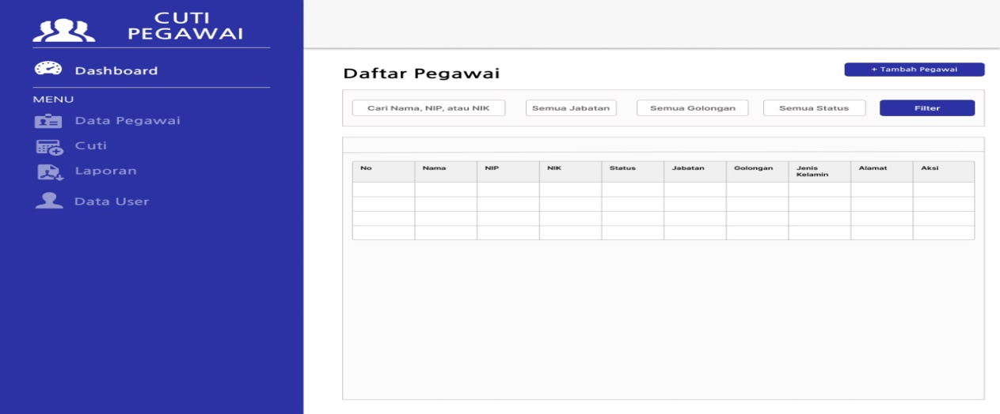 CUTI
PEGAWAI
Dashboard
MENU
Data Pegawai
Cuti
Laporan
Data User
Daftar Pegawai
+ Tambah Pegawai
Cari Nama, NIP, atau NIK Semua Jabatan Semua Golongan Semua Status Filter
No Nama NIP NIK Status Jabatan Golongan Jenis Alamat Aksi
Kelamin